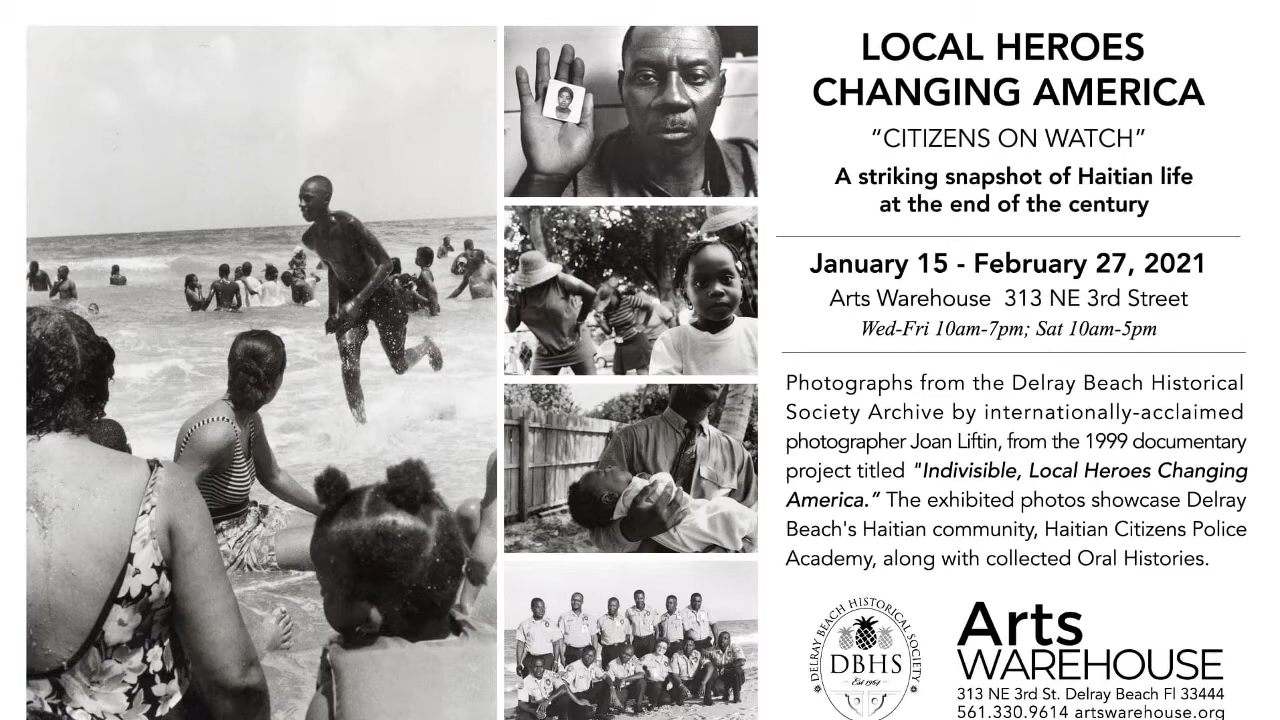 LOCAL HEROES
CHANGING AMERICA
“CITIZENS ON WATCH”
A striking snapshot of Haitian life
at the end of the century
January 15 - February 27, 2021
Arts Warehouse 313 NE 3rd Street
Wed-Fri 10am-7pm; Sat 10am-5pm
Photographs from the Delray Beach Historical
Society Archive by internationally-acclaimed
photographer Joan Liftin, from the 1999 documentary
project titled "Indivisible, Local Heroes Changing
America.” The exhibited photos showcase Delray
Beach's Haitian community, Haitian Citizens Police
Academy, along with collected Oral Histories.
DELRAY BEACH HISTORICAL SOCIETY
DBHS
Est 1964
Arts
WAREHOUSE
313 NE 3rd St. Delray Beach Fl 33444
561.330.9614 artswarehouse.org